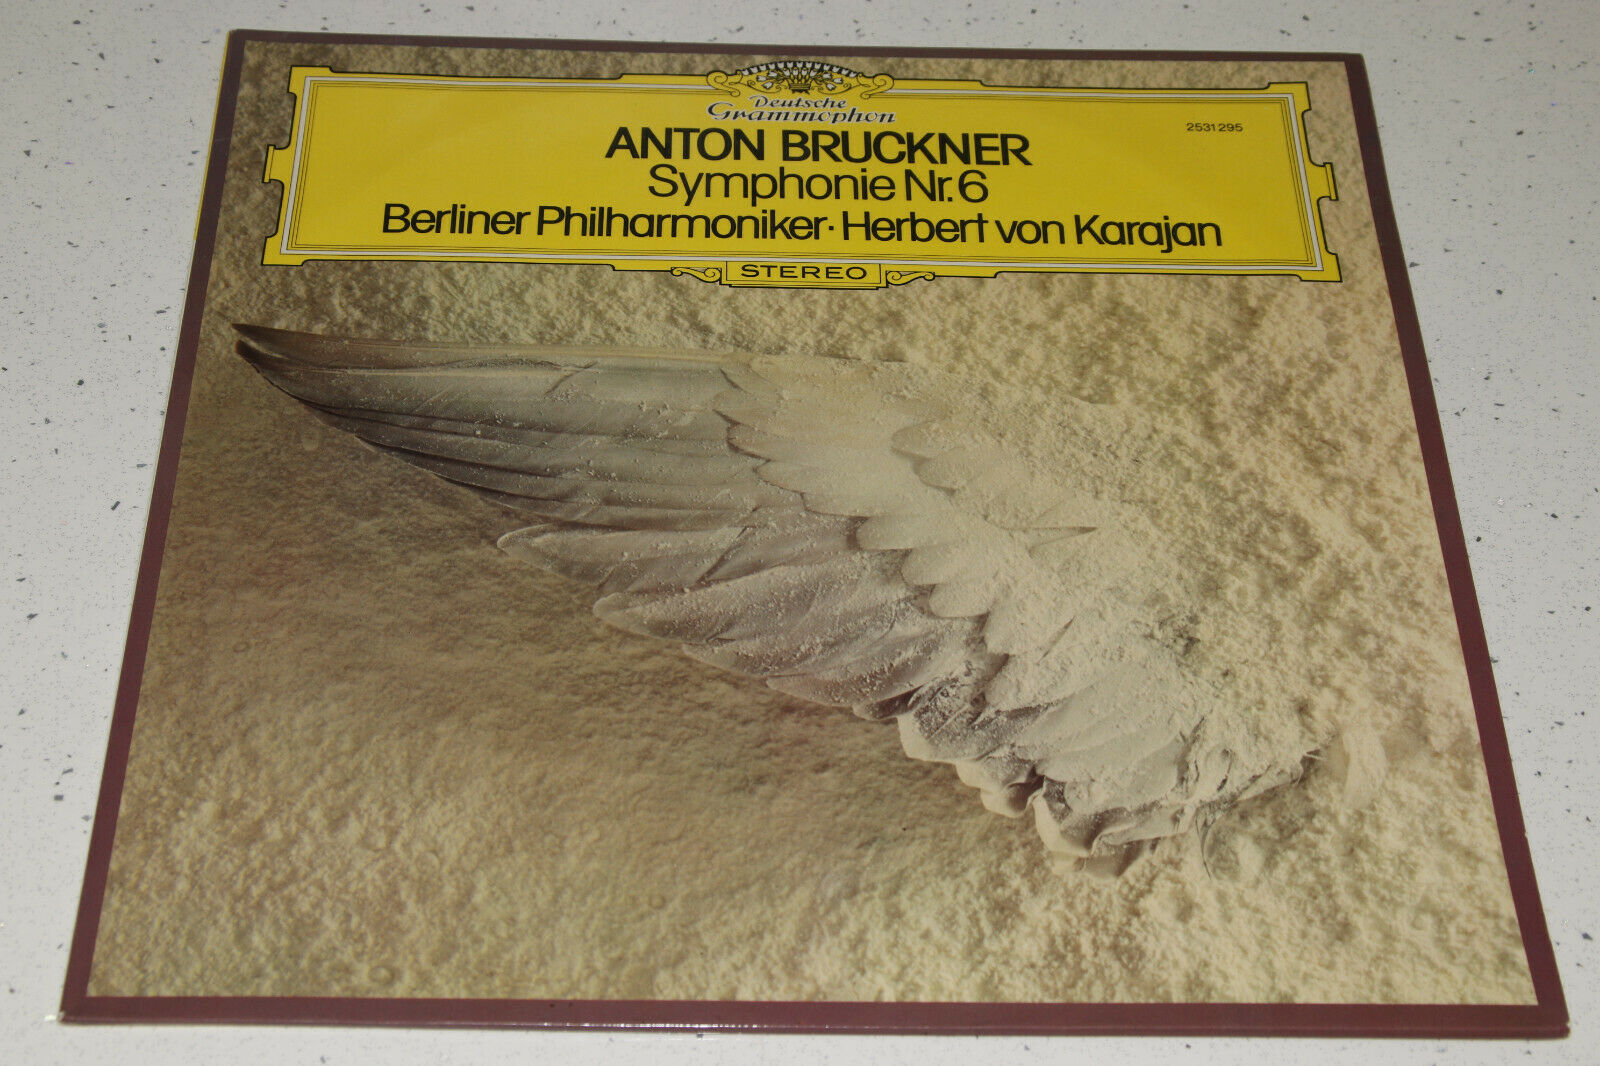 Deutsche
Grammophon
2531 295
ANTON BRUCKNER
Symphonie Nr. 6
Berliner Philharmoniker · Herbert von Karajan
STEREO